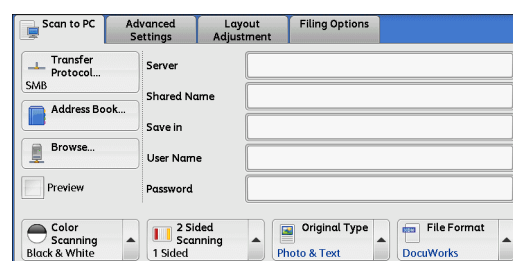 Scan to PC
Advanced
Settings
Layout
Adjustment
Filing Options
Transfer
Protocol...
SMB
Address Book...
Browse...
Preview
Server
Shared Name
Save in
User Name
Password
Color
Scanning
Black & White
2 Sided
Scanning
1 Sided
Original Type
Photo & Text
File Format
DocuWorks